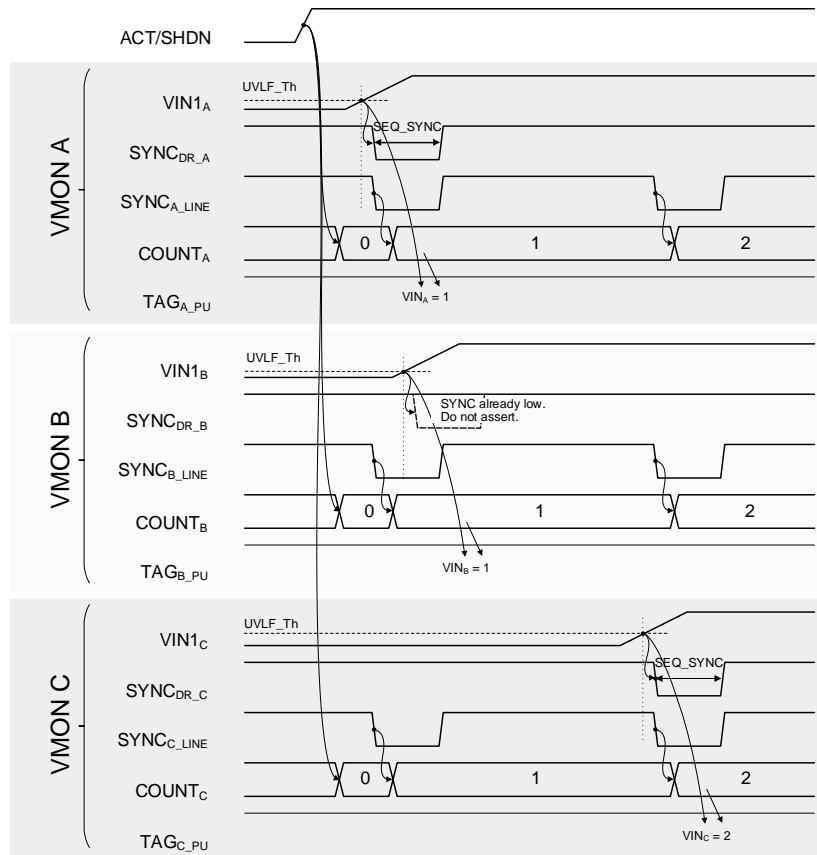 ACT/SHDN
VMON A
UVLF_Th
VIN1A
SEQ_SYNC
SYNCDR_A
SYNCA_LINE
COUNTA 0 1 2
VINA = 1
TAGA_PU
VMON B
UVLF_Th
VIN1B
SYNC already low.
Do not assert.
SYNCDR_B
SYNCB_LINE
COUNTB 0 1 2
VINB = 1
TAGB_PU
VMON C
UVLF_Th
VIN1C
SEQ_SYNC
SYNCDR_C
SYNCC_LINE
COUNTC 0 1 2
VINC = 2
TAGC_PU